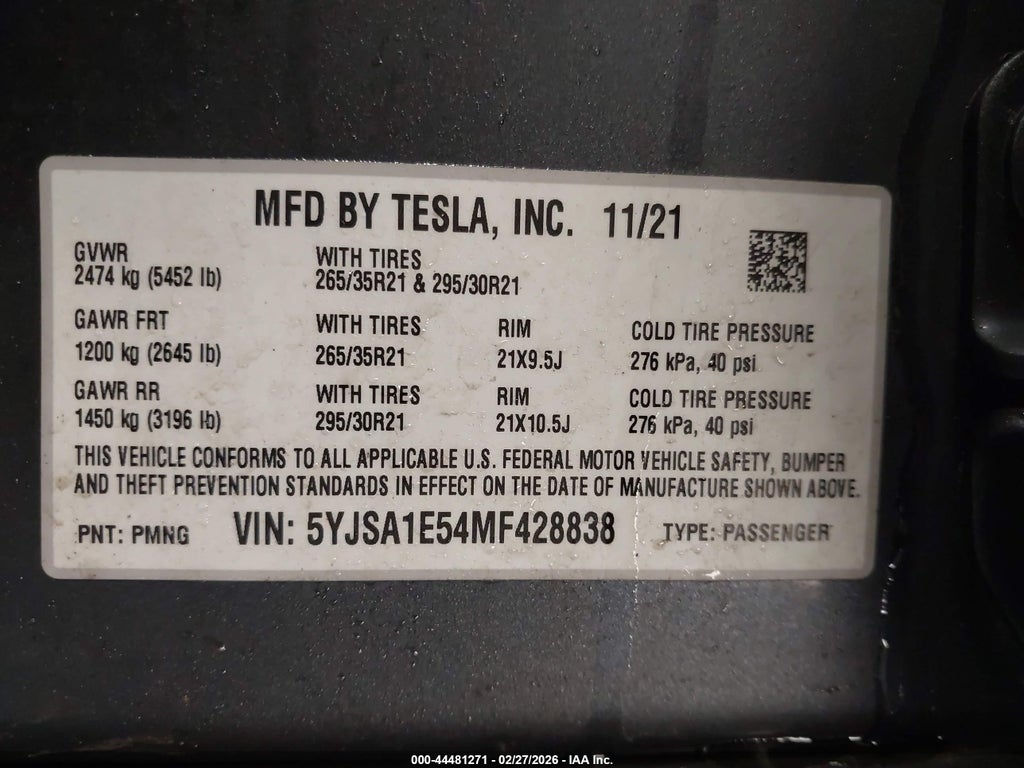 MFD BY TESLA, INC. 11/21
GVWR WITH TIRES
2474 kg (5452 lb) 265/35R21 & 295/30R21
GAWR FRT WITH TIRES RIM COLD TIRE PRESSURE
1200 kg (2645 lb) 265/35R21 21X9.5J 276 kPa, 40 psi
GAWR RR WITH TIRES RIM COLD TIRE PRESSURE
1450 kg (3196 lb) 295/30R21 21X10.5J 276 kPa, 40 psi
THIS VEHICLE CONFORMS TO ALL APPLICABLE U.S. FEDERAL MOTOR VEHICLE SAFETY, BUMPER
AND THEFT PREVENTION STANDARDS IN EFFECT ON THE DATE OF MANUFACTURE SHOWN ABOVE.
PNT: PMNG VIN: 5YJSA1E54MF428838 TYPE: PASSENGER
000-44481271 - 02/27/2026 - IAA Inc.